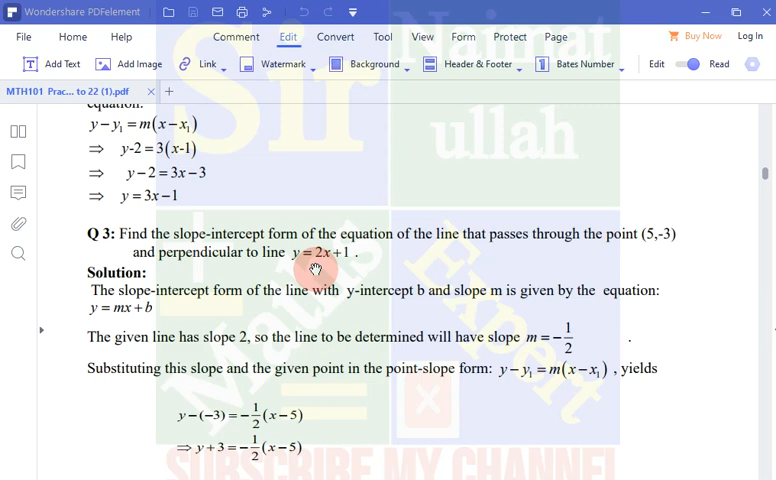 Wondershare PDFelement
File Home Help Comment Edit Convert Tool View Form Protect Page Buy Now Log In
Add Text Add Image Link Watermark Background Header & Footer Bates Number Edit Read
MTH101 Prac... to 22 (1).pdf
Sir Naimat
ullah
equation:
y−y₁=m(x−x₁)
⇒ y-2=3(x-1)
⇒ y−2=3x−3
⇒ y=3x−1
Q 3: Find the slope-intercept form of the equation of the line that passes through the point (5,-3)
and perpendicular to line y=2x+1 .
Solution:
The slope-intercept form of the line with y-intercept b and slope m is given by the equation:
y=mx+b
The given line has slope 2, so the line to be determined will have slope m=−1/2 .
Substituting this slope and the given point in the point-slope form: y−y₁=m(x−x₁) , yields
y−(−3)=−1/2(x−5)
⇒y+3=−1/2(x−5)
Maths Expert
SUBSCRIBE MY CHANNEL